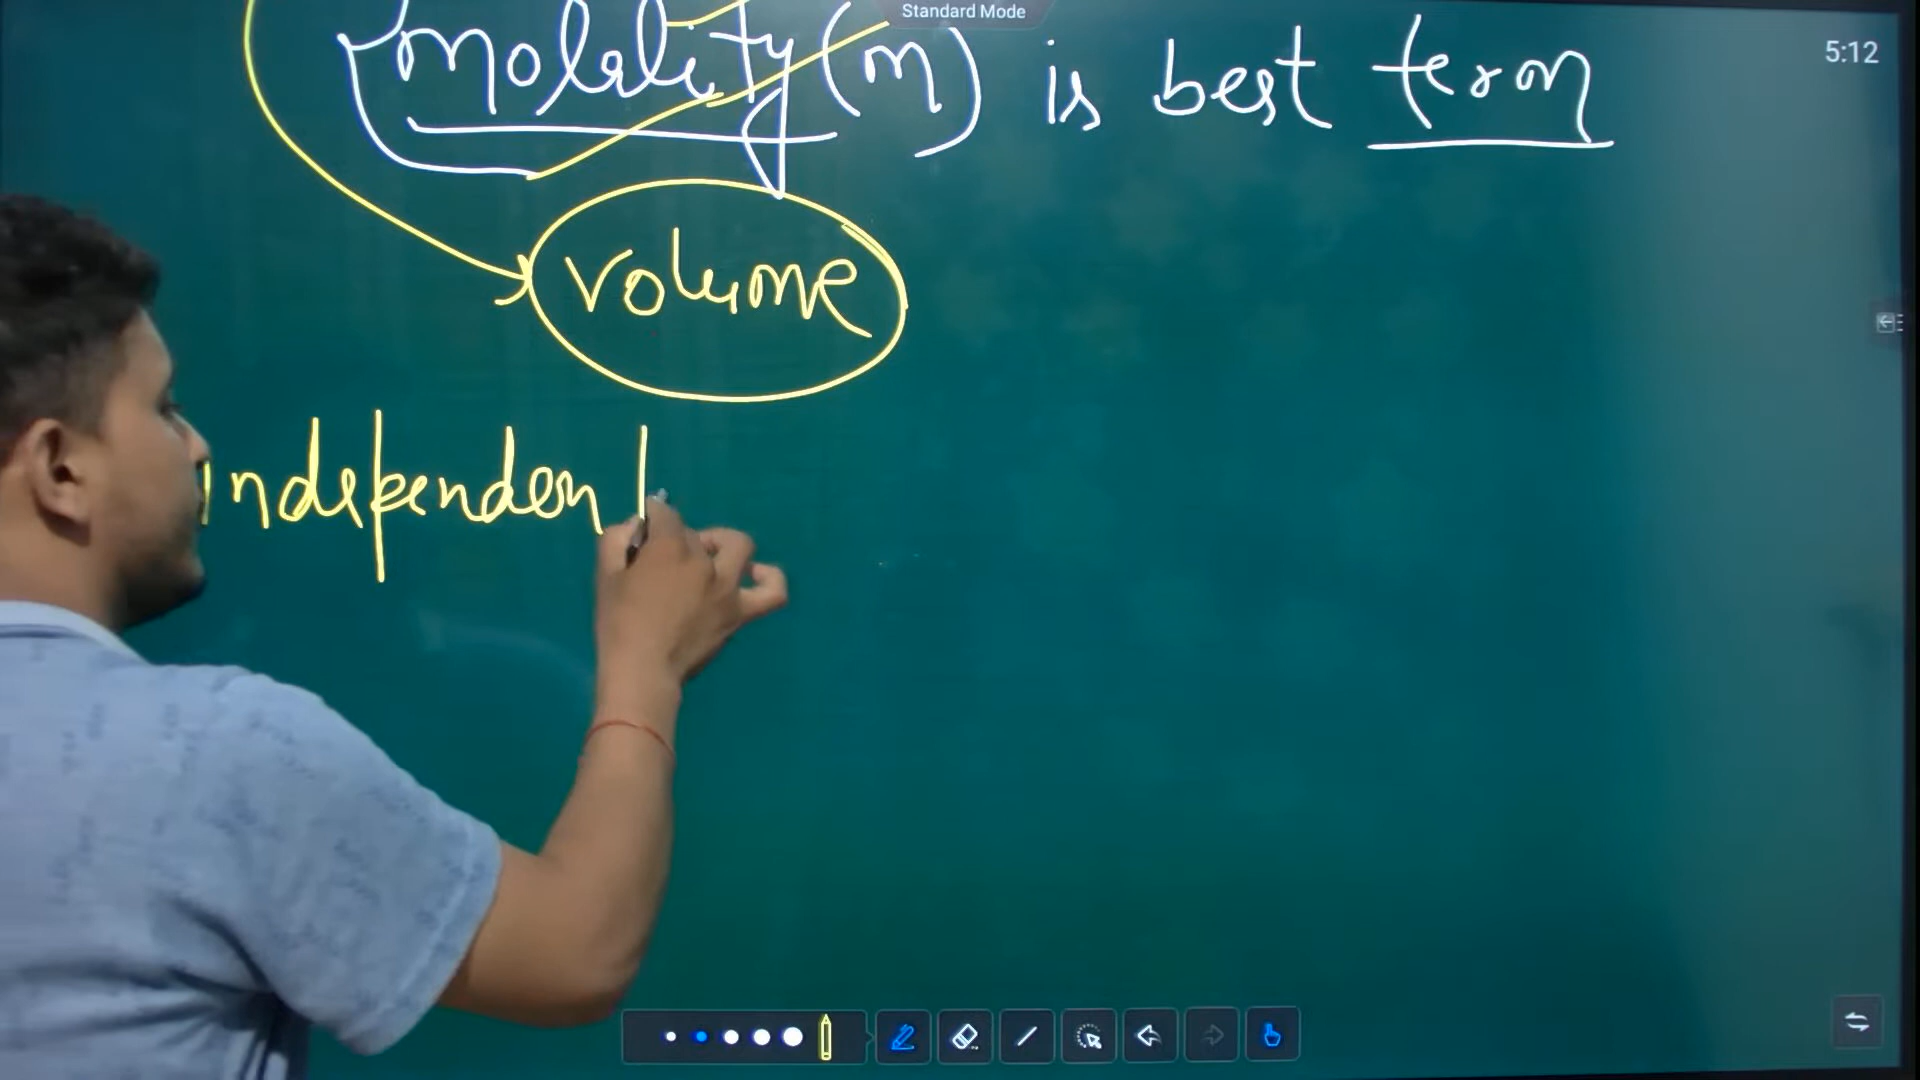 Standard Mode
5:12
molality (m) is best term
volume
independent